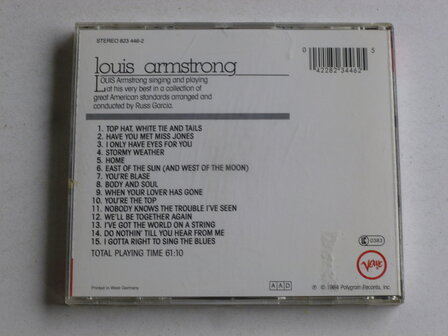 STEREO 823 446-2
louis armstrong
LOUIS Armstrong singing and playing
at his very best in a collection of
great American standards arranged and
conducted by Russ Garcia.
1. TOP HAT, WHITE TIE AND TAILS
2. HAVE YOU MET MISS JONES
3. I ONLY HAVE EYES FOR YOU
4. STORMY WEATHER
5. HOME
6. EAST OF THE SUN (AND WEST OF THE MOON)
7. YOU'RE BLASE
8. BODY AND SOUL
9. WHEN YOUR LOVER HAS GONE
10. YOU'RE THE TOP
11. NOBODY KNOWS THE TROUBLE I'VE SEEN
12. WE'LL BE TOGETHER AGAIN
13. I'VE GOT THE WORLD ON A STRING
14. DO NOTHIN' TILL YOU HEAR FROM ME
15. I GOTTA RIGHT TO SING THE BLUES
TOTAL PLAYING TIME 61:10
0 42282 34462 5
0383
Verve
Printed in West Germany
A A D
℗ © 1984 Polygram Records, Inc.